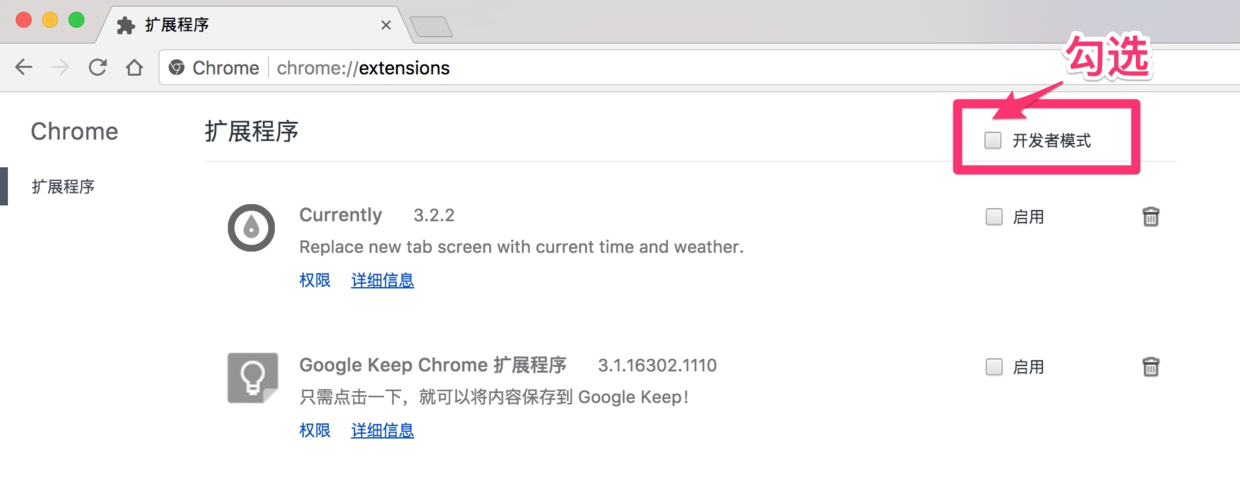 扩展程序
勾选
Chrome chrome://extensions
Chrome
扩展程序
开发者模式
扩展程序
Currently 3.2.2
启用
Replace new tab screen with current time and weather.
权限 详细信息
Google Keep Chrome 扩展程序 3.1.16302.1110
启用
只需点击一下，就可以将内容保存到 Google Keep！
权限 详细信息